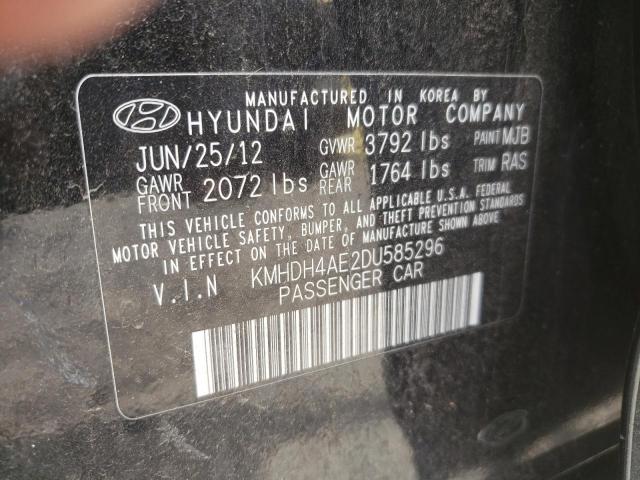 MANUFACTURED IN KOREA BY
HYUNDAI MOTOR COMPANY
JUN/25/12 GVWR 3792 lbs PAINT MJB
GAWR FRONT 2072 lbs GAWR REAR 1764 lbs TRIM RAS
THIS VEHICLE CONFORMS TO ALL APPLICABLE U.S.A. FEDERAL
MOTOR VEHICLE SAFETY, BUMPER, AND THEFT PREVENTION STANDARDS
IN EFFECT ON THE DATE OF MANUFACTURE SHOWN ABOVE.
V.I.N KMHDH4AE2DU585296
PASSENGER CAR